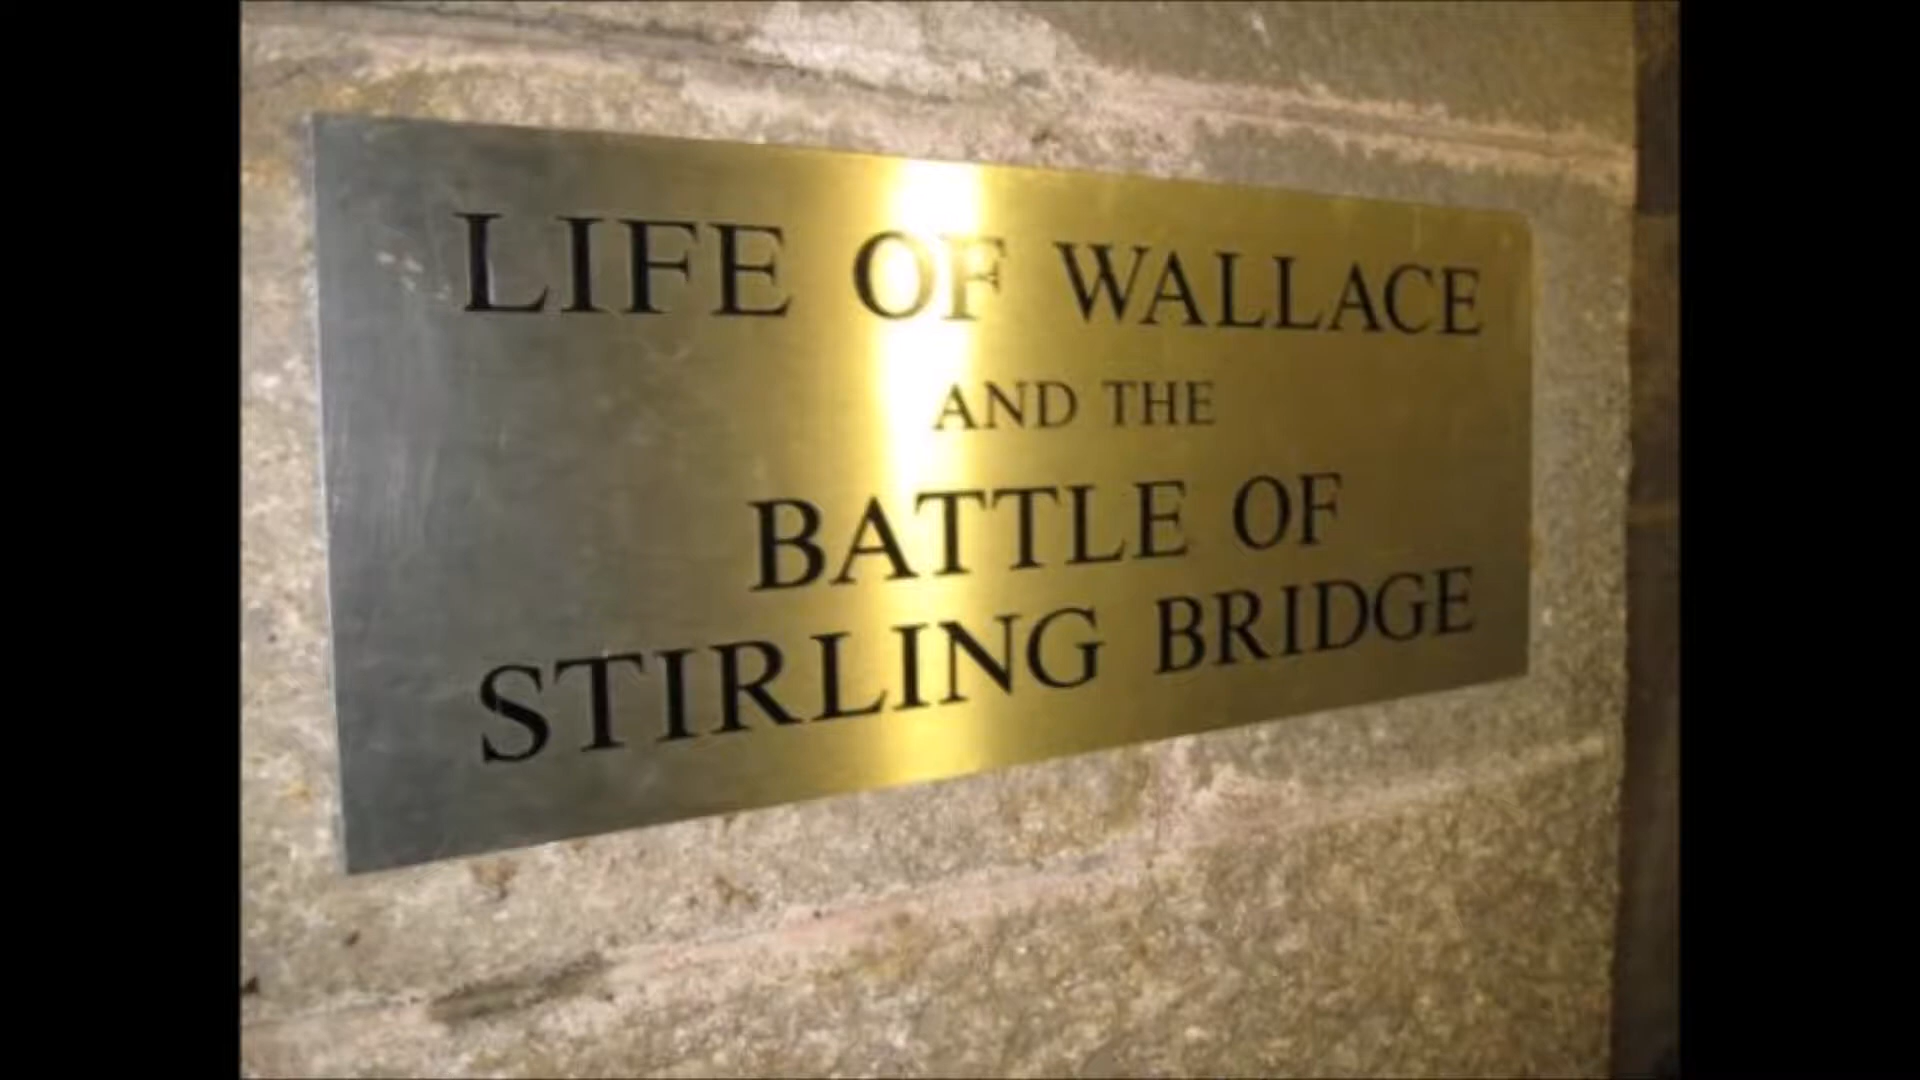 LIFE OF WALLACE
AND THE
BATTLE OF
STIRLING BRIDGE